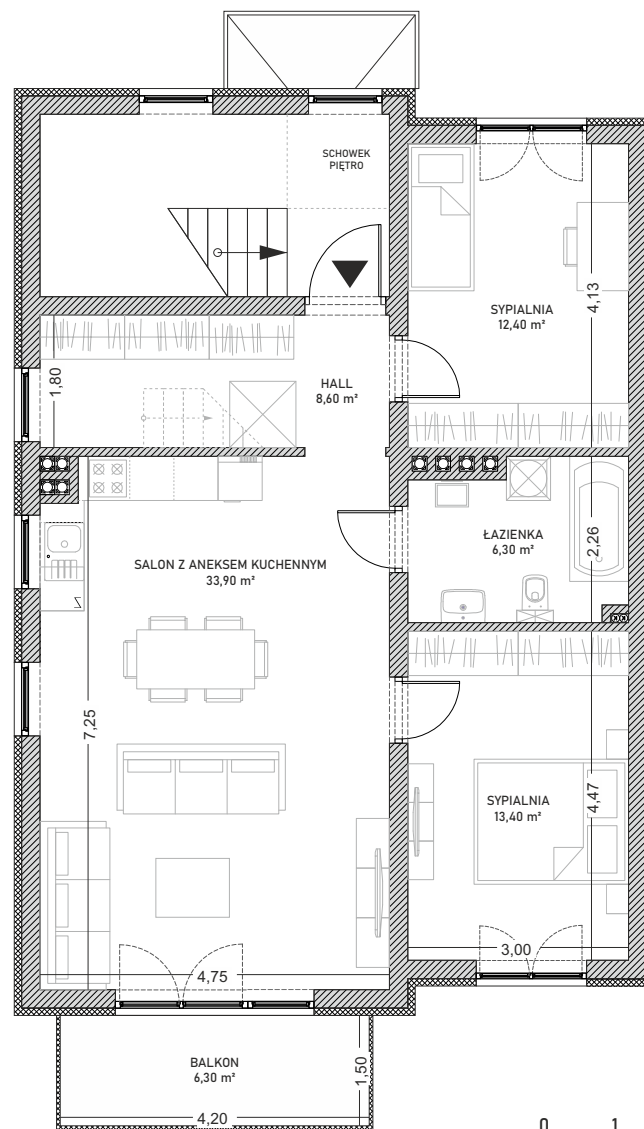 SCHOWEK
PIĘTRO
SYPIALNIA
12,40 m²
4,13
1,80
HALL
8,60 m²
SALON Z ANEKSEM KUCHENNYM
33,90 m²
ŁAZIENKA
6,30 m²
2,26
7,25
SYPIALNIA
13,40 m²
4,47
3,00
4,75
BALKON
6,30 m²
1,50
4,20
0 1